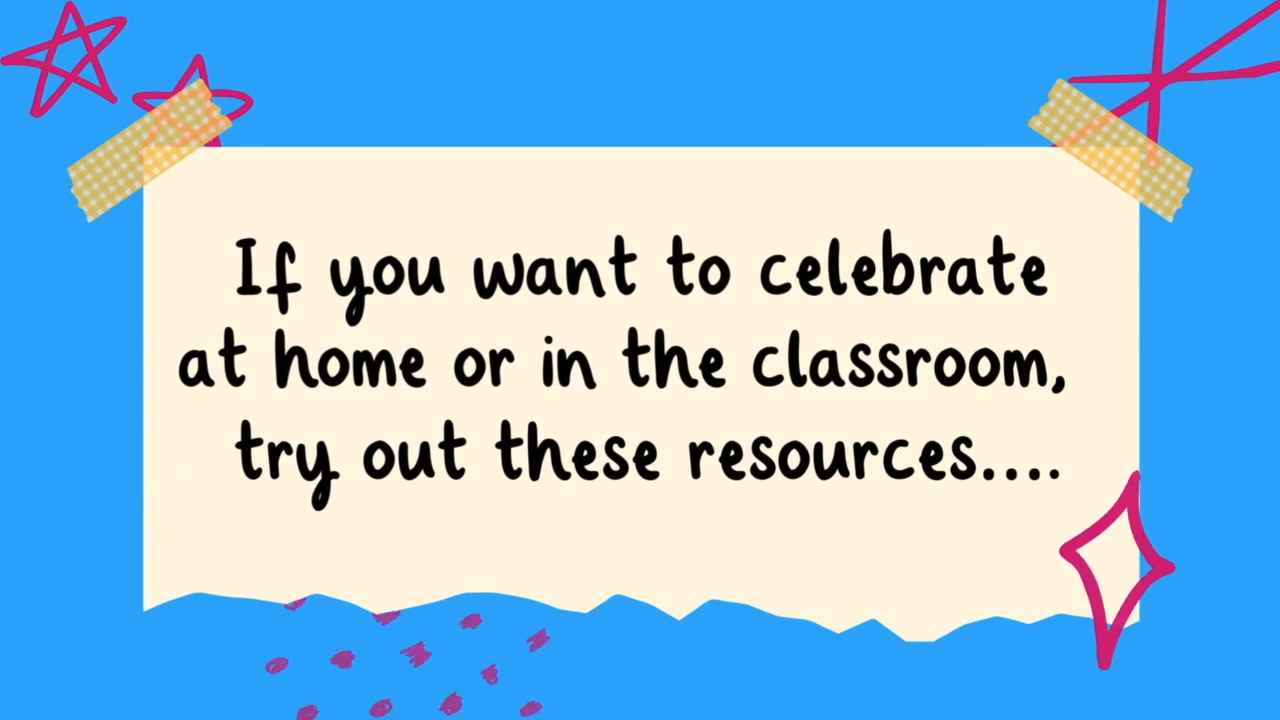 If you want to celebrate
at home or in the classroom,
try out these resources....